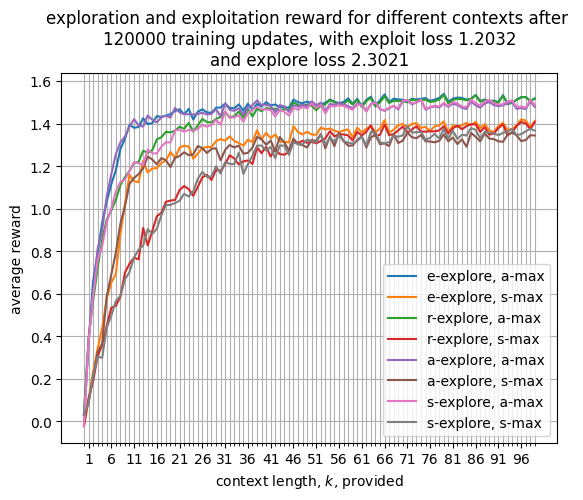 exploration and exploitation reward for different contexts after
120000 training updates, with exploit loss 1.2032
and explore loss 2.3021
1.6
1.4
1.2
1.0
0.8
0.6
0.4
0.2
0.0
average reward
e-explore, a-max
e-explore, s-max
r-explore, a-max
r-explore, s-max
a-explore, a-max
a-explore, s-max
s-explore, a-max
s-explore, s-max
1 6 11 16 21 26 31 36 41 46 51 56 61 66 71 76 81 86 91 96
context length, k, provided